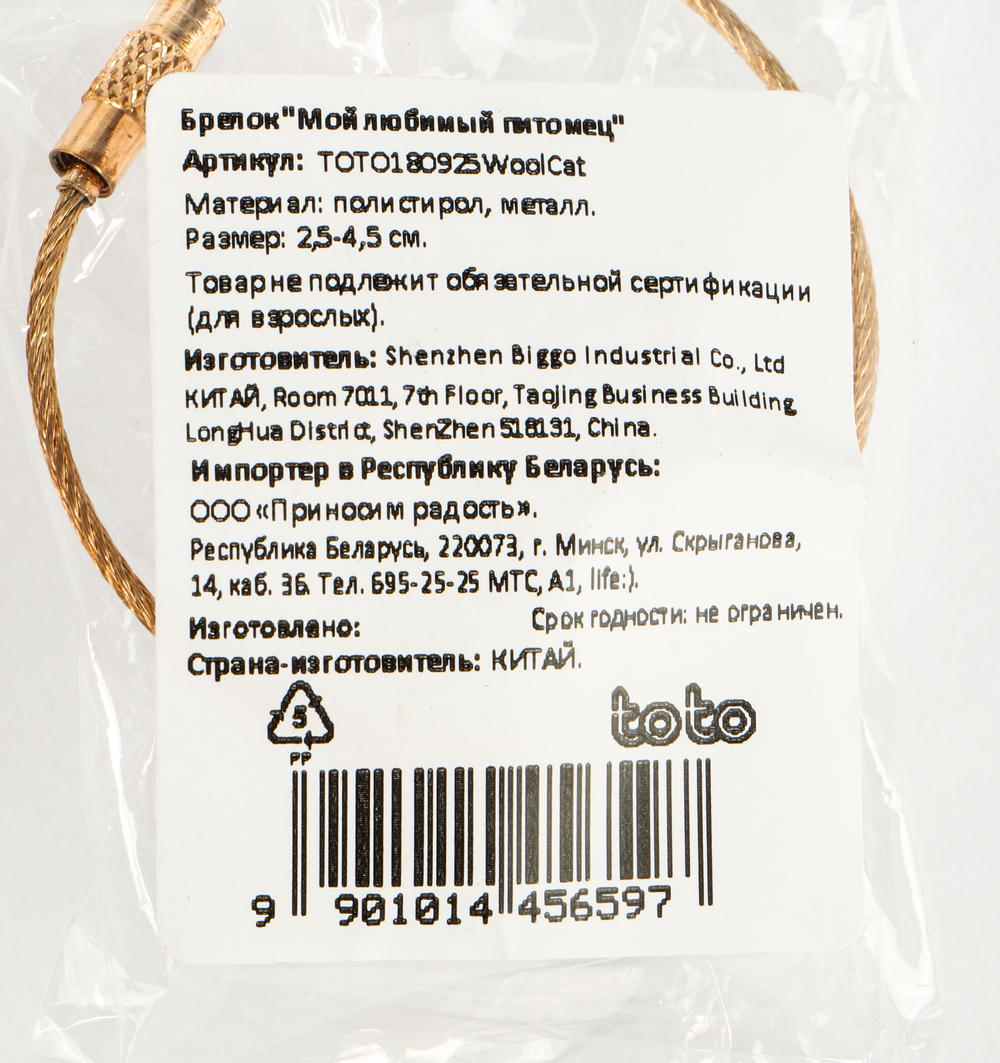 Брелок "Мой любимый питомец"
Артикул: TOTO180925WoolCat
Материал: полистирол, металл.
Размер: 2,5-4,5 см.
Товар не подлежит обязательной сертификации
(для взрослых).
Изготовитель: Shenzhen Biggo Industrial Co., Ltd
КИТАЙ, Room 7011, 7th Floor, Taojing Business Building
LongHua District, ShenZhen 518131, China.
Импортер в Республику Беларусь:
ООО «Приносим радость».
Республика Беларусь, 220073, г. Минск, ул. Скрыганова,
14, каб. 36. Тел. 695-25-25 МТС, А1, life:).
Срок годности: не ограничен.
Изготовлено:
Страна-изготовитель: КИТАЙ.
5
PP
toto
9 901014 456597